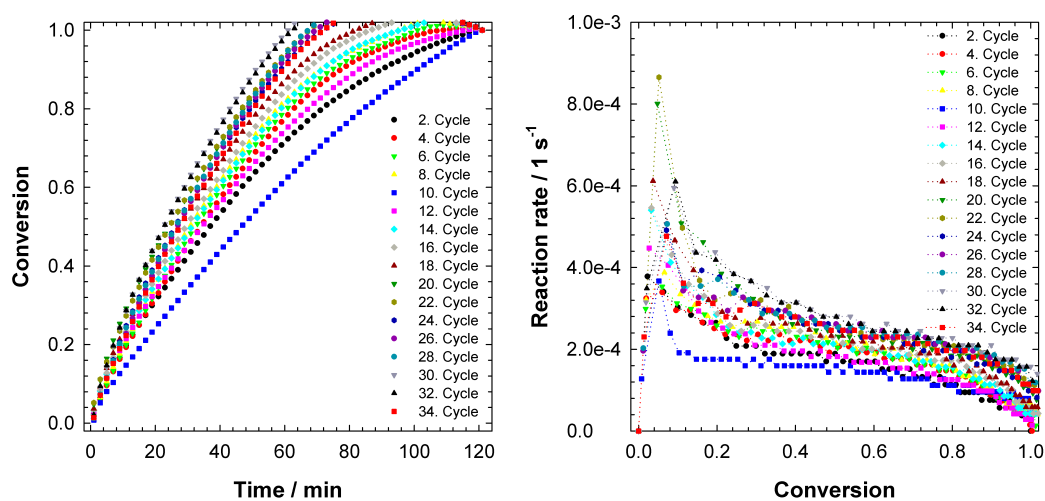 1.0
0.8
0.6
0.4
0.2
0.0
Conversion
0
20
40
60
80
100
120
Time / min
2. Cycle
4. Cycle
6. Cycle
8. Cycle
10. Cycle
12. Cycle
14. Cycle
16. Cycle
18. Cycle
20. Cycle
22. Cycle
24. Cycle
26. Cycle
28. Cycle
30. Cycle
32. Cycle
34. Cycle
1.0e-3
8.0e-4
6.0e-4
4.0e-4
2.0e-4
0.0
Reaction rate / 1 s⁻¹
0.0
0.2
0.4
0.6
0.8
1.0
Conversion
2. Cycle
4. Cycle
6. Cycle
8. Cycle
10. Cycle
12. Cycle
14. Cycle
16. Cycle
18. Cycle
20. Cycle
22. Cycle
24. Cycle
26. Cycle
28. Cycle
30. Cycle
32. Cycle
34. Cycle